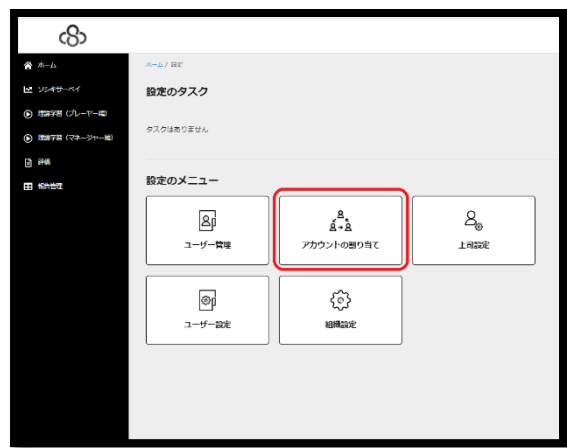 ホーム
ソシキサーベイ
理論学習（プレーヤー編）
理論学習（マネージャー編）
評価
報告管理
ホーム / 設定
設定のタスク
タスクはありません
設定のメニュー
ユーザー管理
アカウントの割り当て
上司設定
ユーザー設定
組織設定